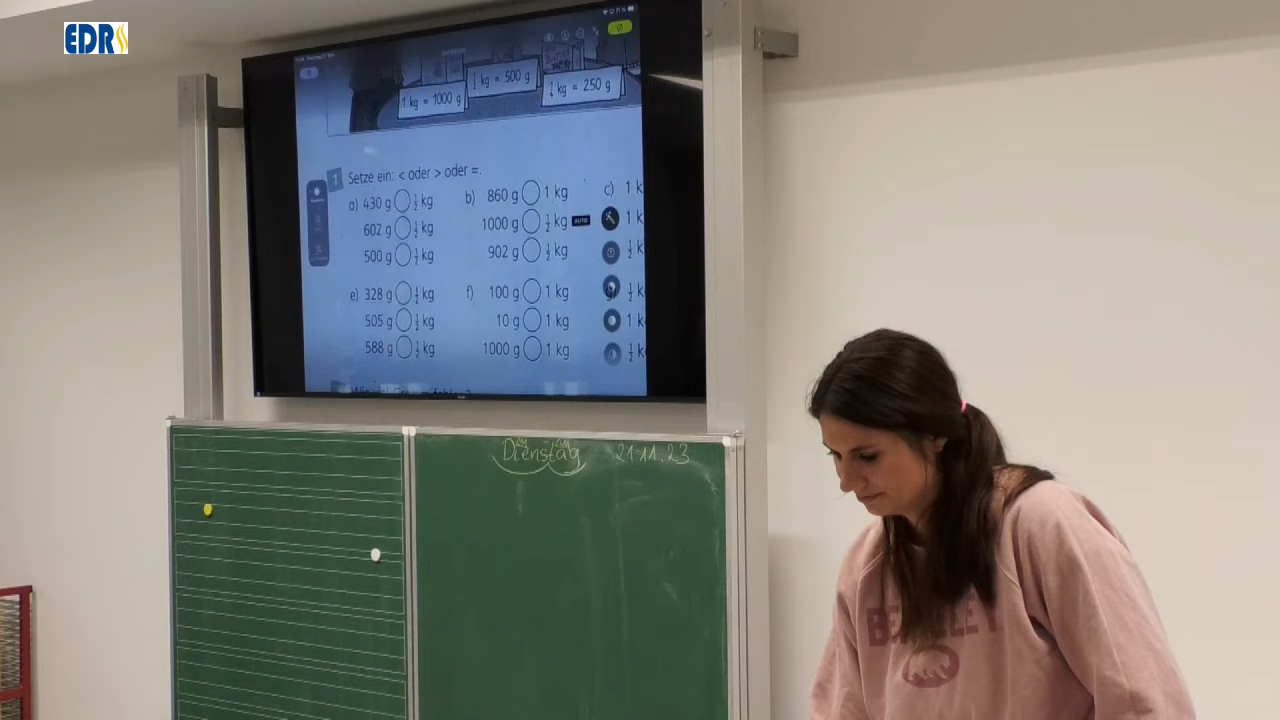 EDR
1 kg = 1000 g
½ kg = 500 g
¼ kg = 250 g
1 Setze ein: < oder > oder =.
a) 430 g ◯ ½ kg
602 g ◯ ½ kg
500 g ◯ ½ kg
b) 860 g ◯ 1 kg
1000 g ◯ ½ kg
902 g ◯ ½ kg
AUTO
c) 1 k
1 k
½ k
e) 328 g ◯ ½ kg
505 g ◯ ½ kg
588 g ◯ ½ kg
f) 100 g ◯ 1 kg
10 g ◯ 1 kg
1000 g ◯ 1 kg
½ k
1 k
½ k
Dienstag 21.11.23